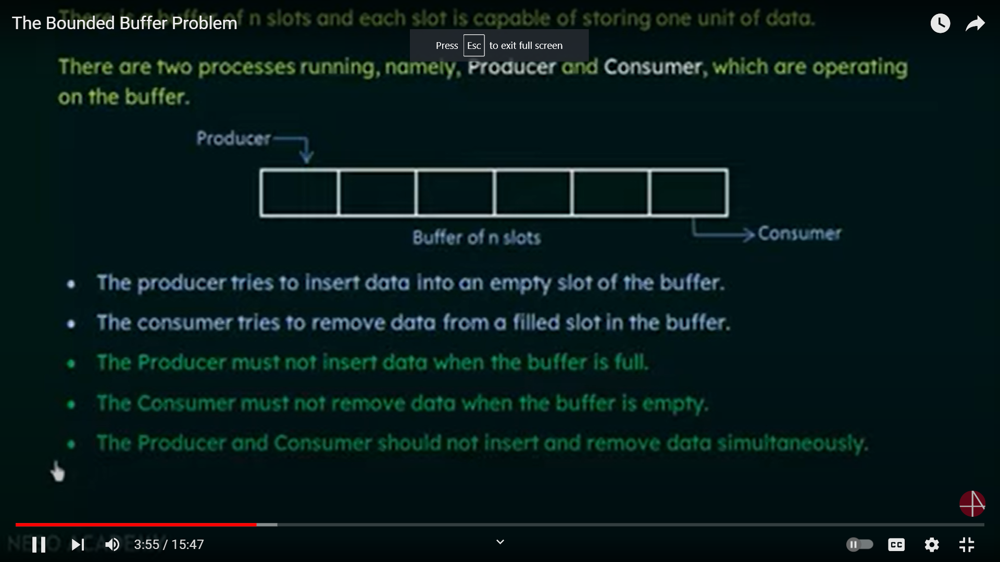 The Bounded Buffer Problem
of n slots and each slot is capable of storing one unit of data.
Press Esc to exit full screen
There are two processes running, namely, Producer and Consumer, which are operating
on the buffer.
Producer
Buffer of n slots
Consumer
• The producer tries to insert data into an empty slot of the buffer.
• The consumer tries to remove data from a filled slot in the buffer.
• The Producer must not insert data when the buffer is full.
• The Consumer must not remove data when the buffer is empty.
• The Producer and Consumer should not insert and remove data simultaneously.
NESO ACADEMY
3:55 / 15:47
CC